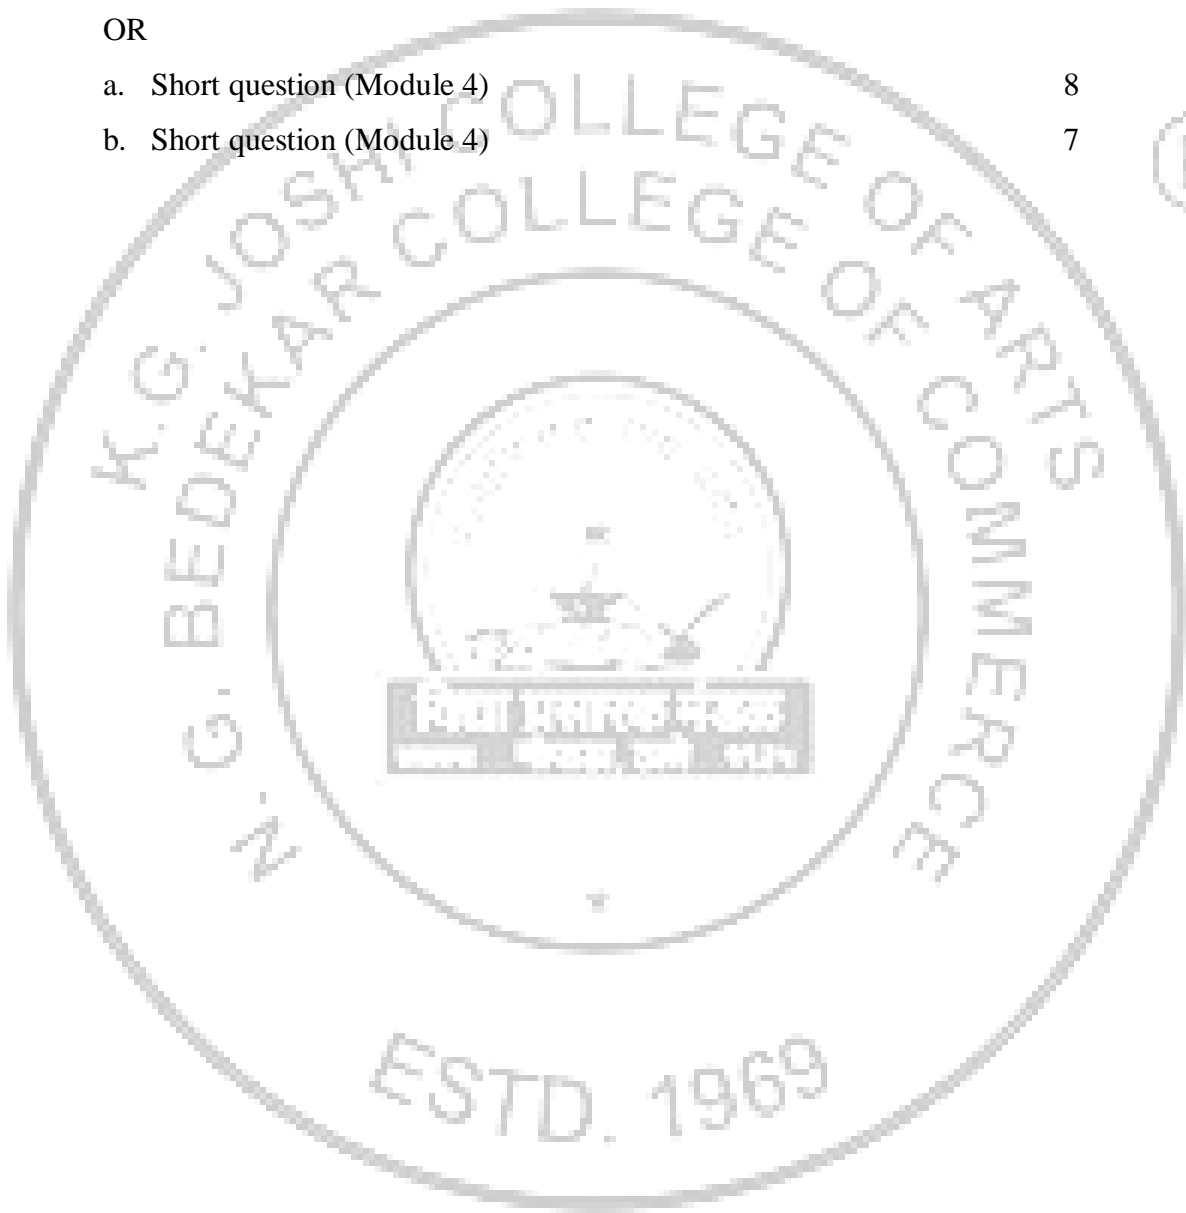 OR
a. Short question (Module 4) 8
b. Short question (Module 4) 7
K.G. JOSHI COLLEGE OF ARTS
N. G. BEDEKAR COLLEGE OF COMMERCE
ESTD. 1969